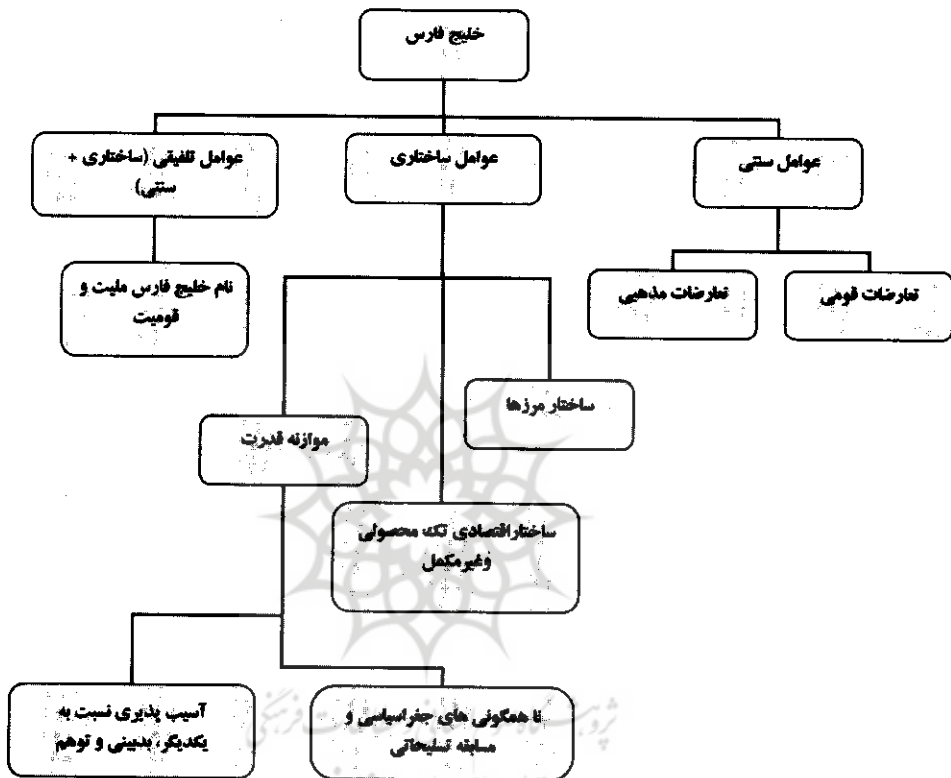 خلیج فارس
عوامل سنتی
عوامل ساختاری
عوامل تلفیقی (ساختاری +
سنتی)
تعارضات قومی
تعارضات مذهبی
نام خلیج فارس ملیت و
قومیت
ساختار مرزها
موازنه قدرت
ساختاراقتصادی تک محصولی
وغیرمکمل
نا همگونی های جغراسیاسی و
مسابقه تسلیحاتی
آسیب پذیری نسبت به
یکدیگر، بدبینی و توهم